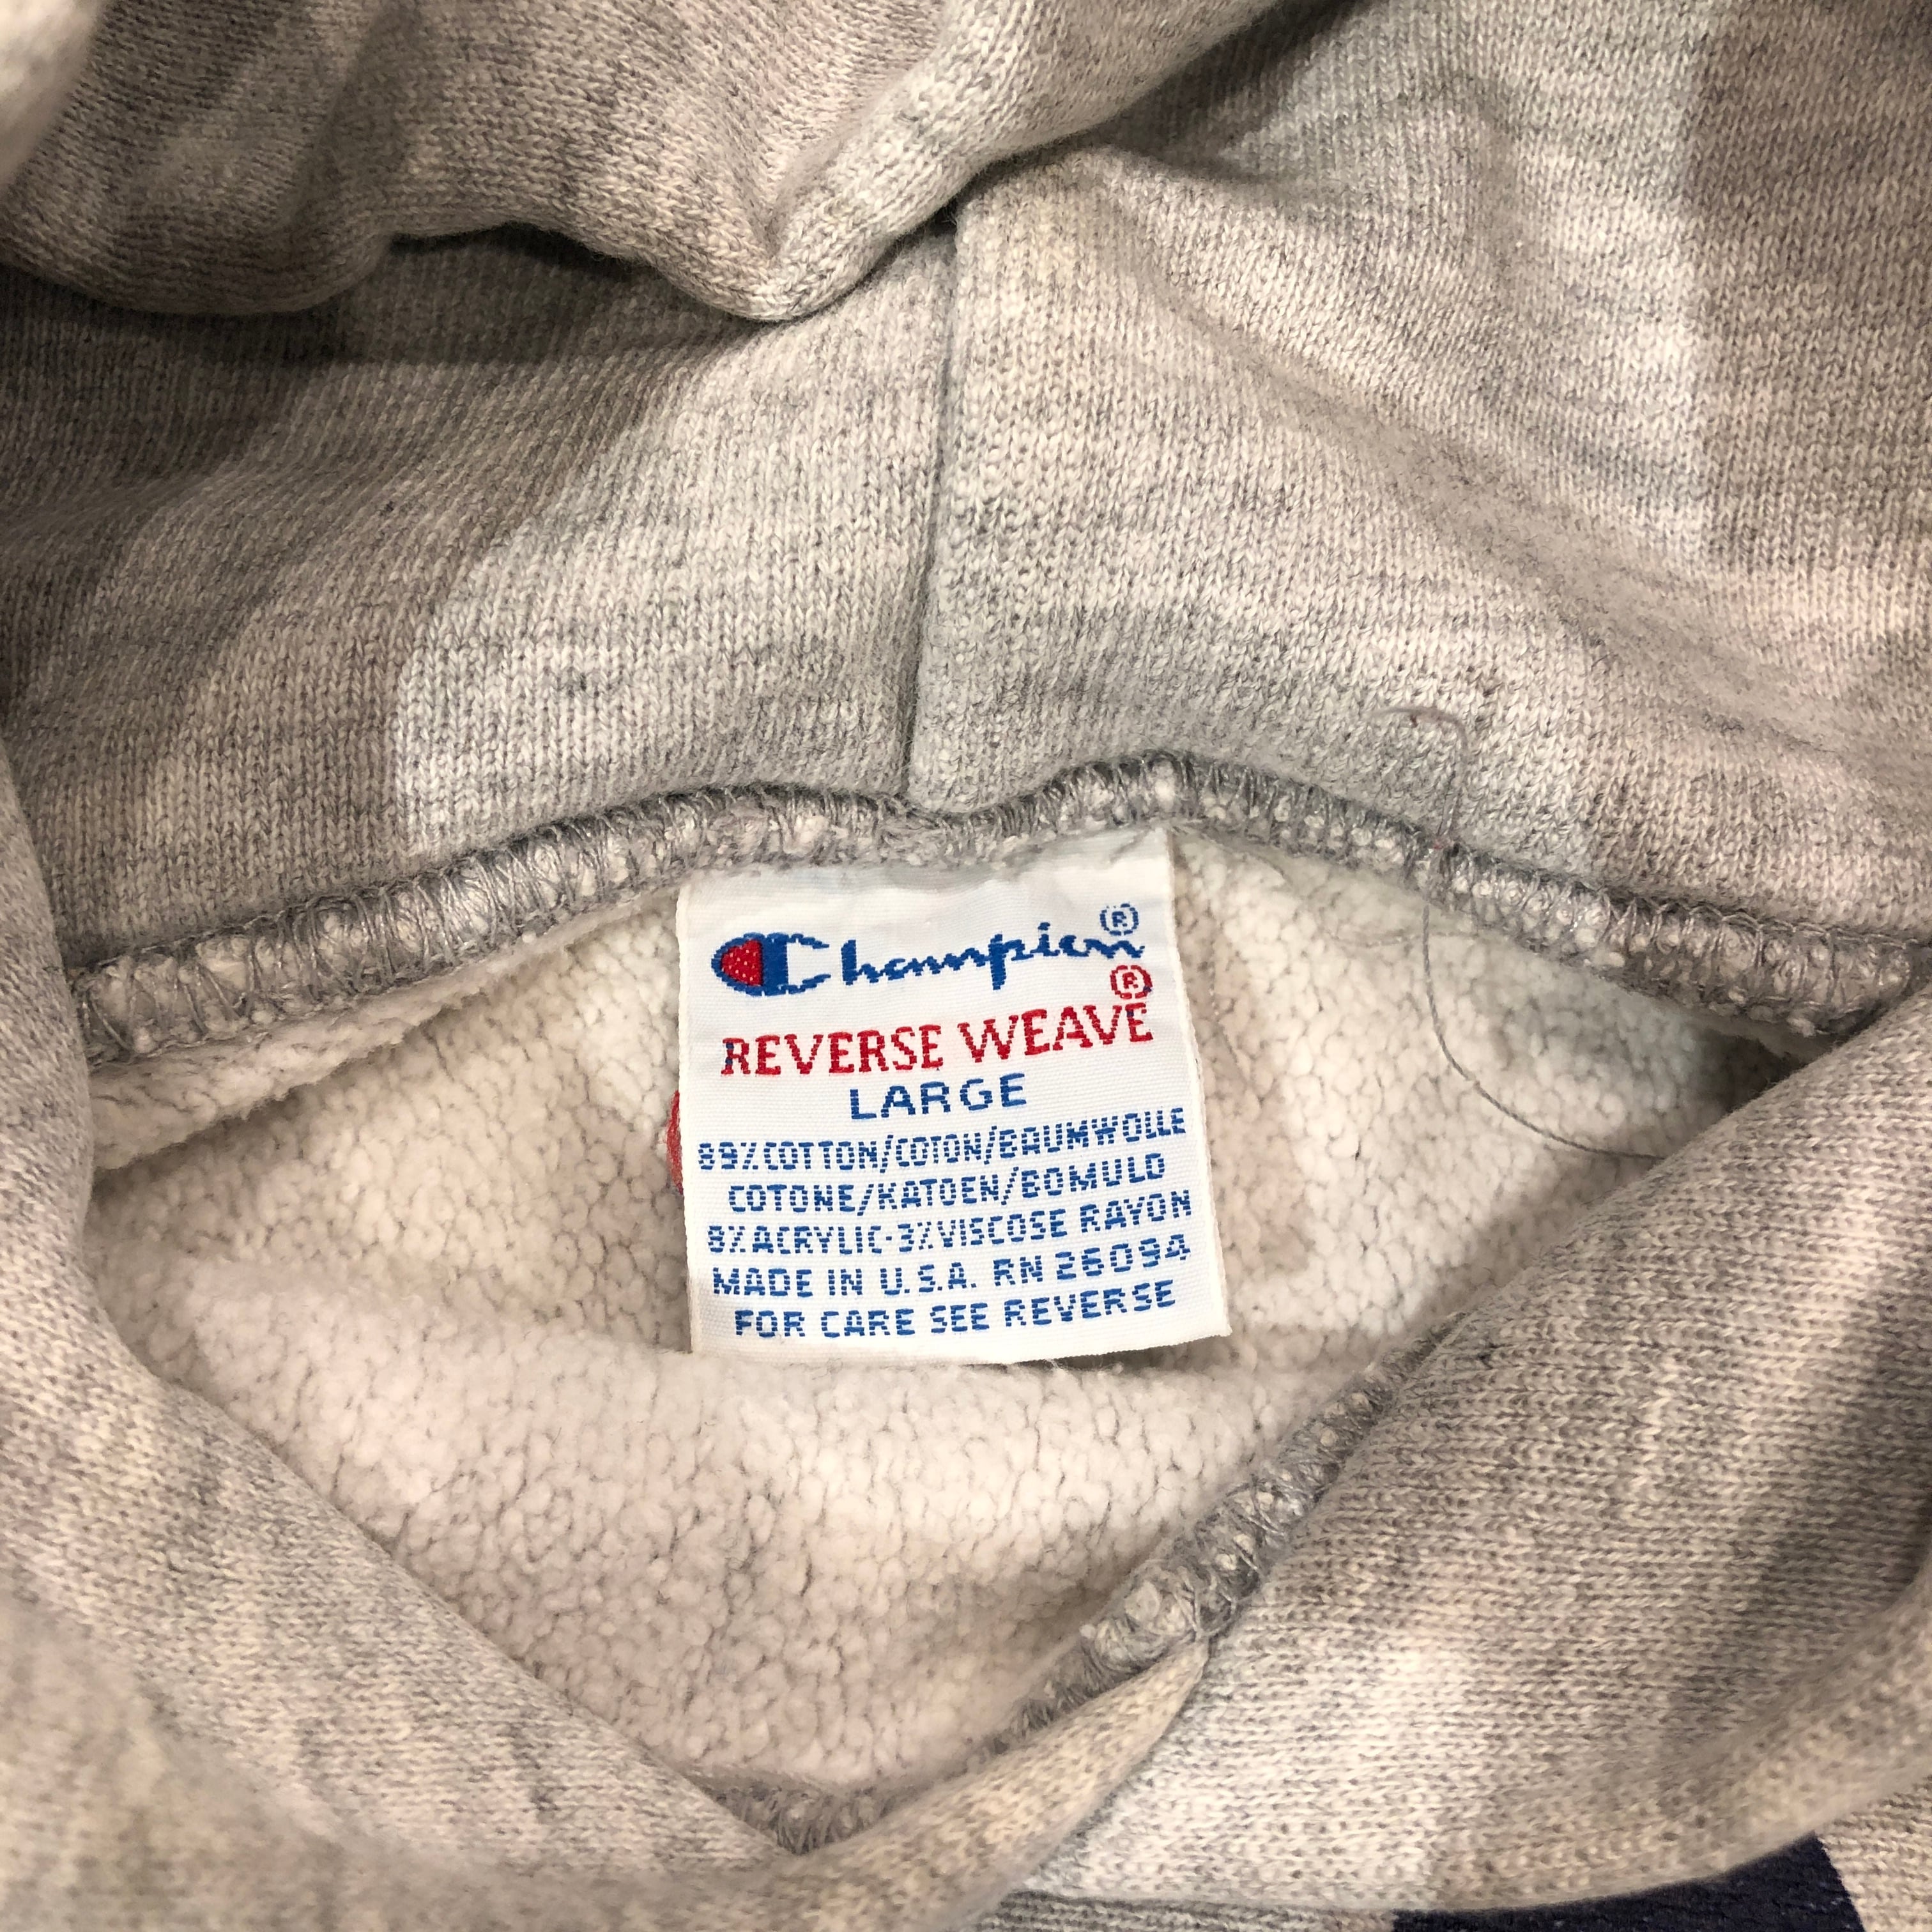 Champion®
REVERSE WEAVE®
LARGE
89% COTTON/COTON/BAUMWOLLE
COTONE/KATOEN/BOMULD
8% ACRYLIC-3% VISCOSE RAYON
MADE IN U.S.A. RN 26094
FOR CARE SEE REVERSE